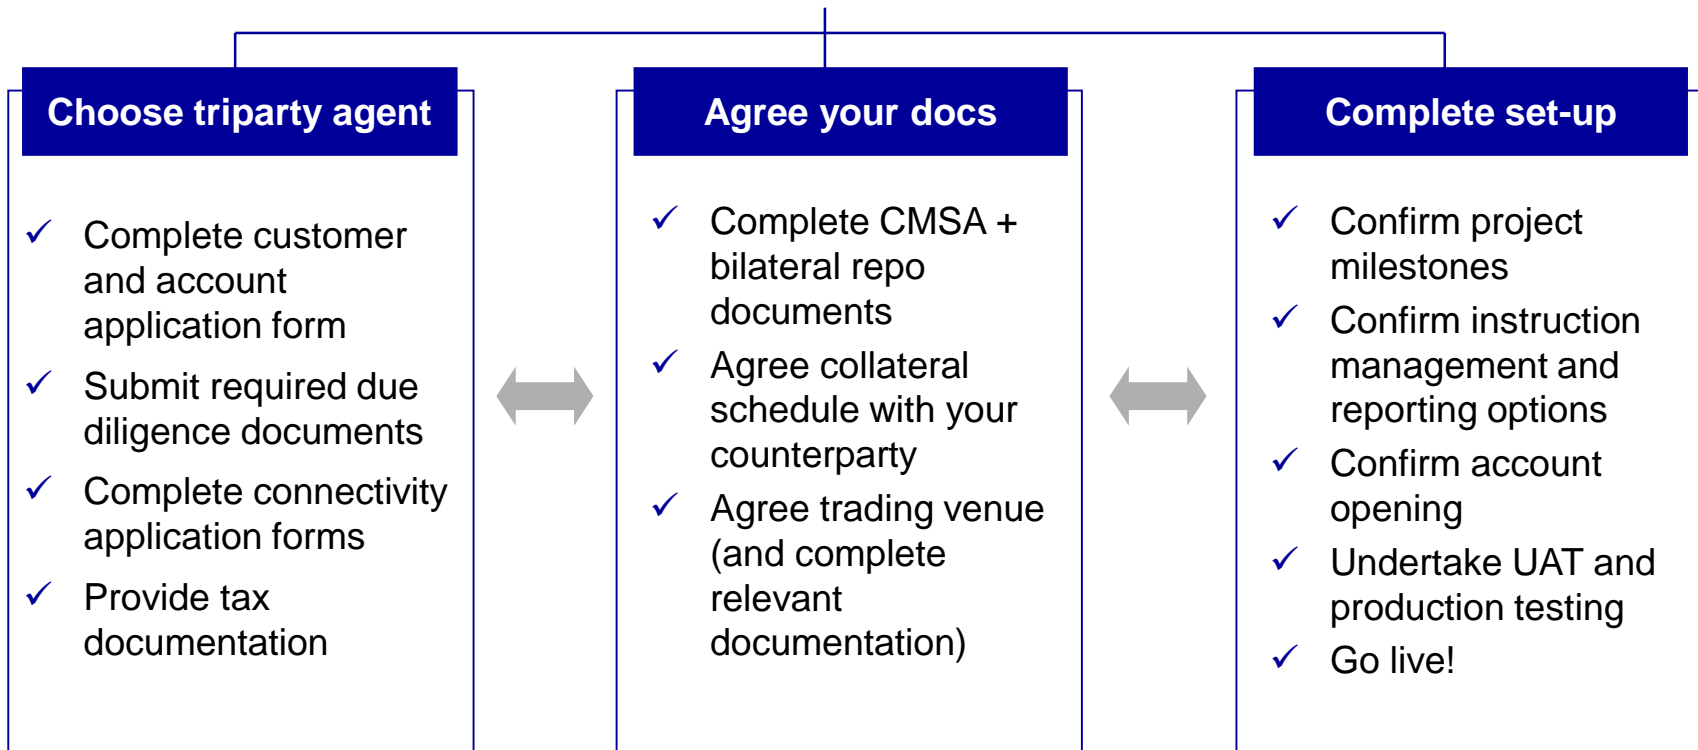 Choose triparty agent
Complete customer
and account
application form
Submit required due
diligence documents
Complete connectivity
application forms
Provide tax
documentation
Agree your docs
Complete CMSA +
bilateral repo
documents
Agree collateral
schedule with your
counterparty
Agree trading venue
(and complete
relevant
documentation)
Complete set-up
Confirm project
milestones
Confirm instruction
management and
reporting options
Confirm account
opening
Undertake UAT and
production testing
Go live!